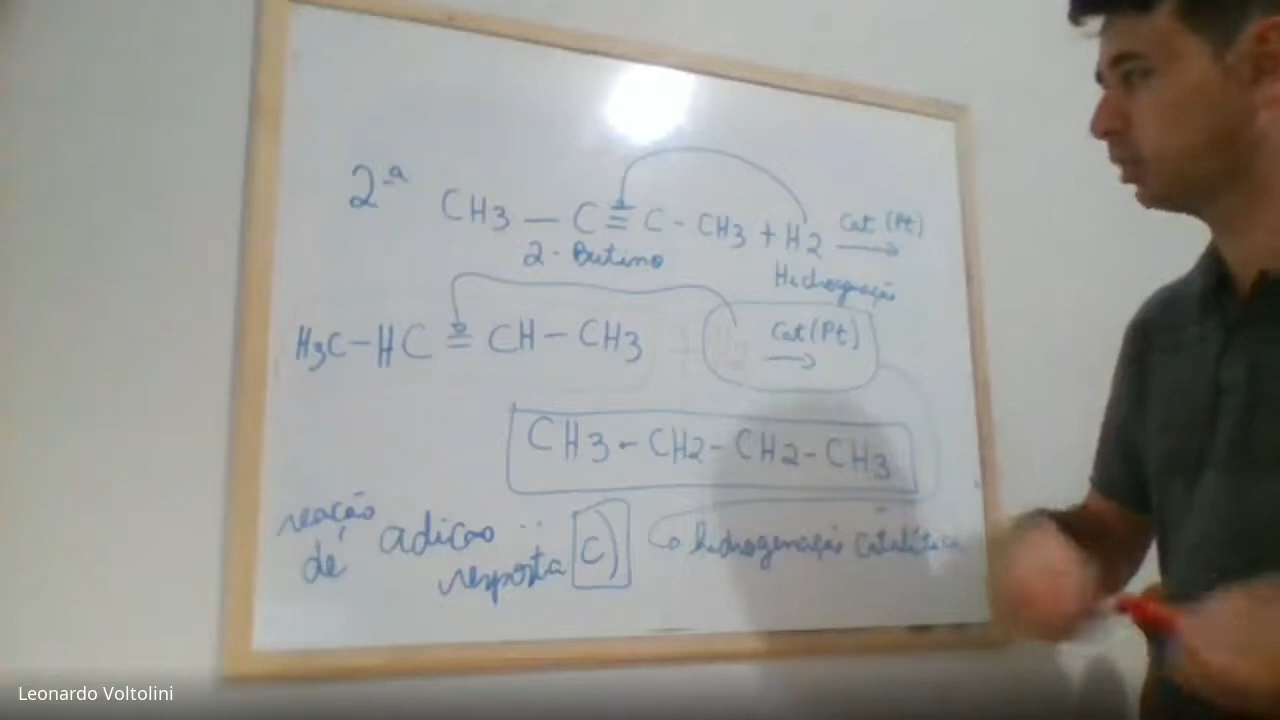 2ª CH3 — C ≡ C - CH3 + H2 Cat (Pt) →
2-Butino
Hidrogenação
H3C-HC = CH - CH3 Cat (Pt) →
CH3 - CH2 - CH2 - CH3
reação de adicao ∴ resposta C)
hidrogenação catalítica
Leonardo Voltolini